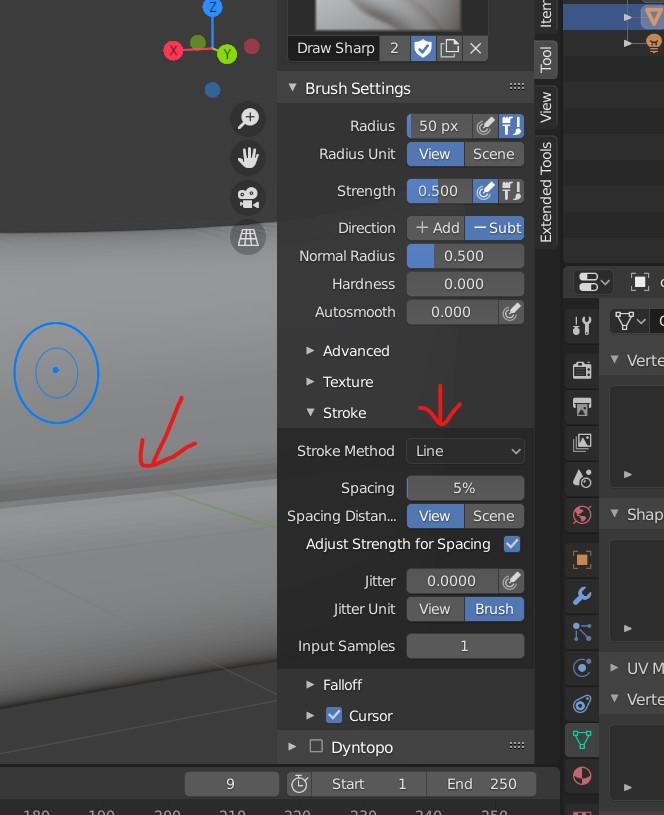 Z
X
Y
Item
Draw Sharp 2
Tool
Brush Settings
View
Radius 50 px
Radius Unit View Scene
Extended Tools
Strength 0.500
Direction + Add − Subt
Normal Radius 0.500
Hardness 0.000
Autosmooth 0.000
Advanced
Verte
Texture
Stroke
Stroke Method Line
Spacing 5%
Spacing Distan... View Scene
Shap
Adjust Strength for Spacing
Jitter 0.0000
Jitter Unit View Brush
Input Samples 1
UV M
Falloff
Verte
Cursor
Dyntopo
9 Start 1 End 250
180 190 200 210 220 230 240 250